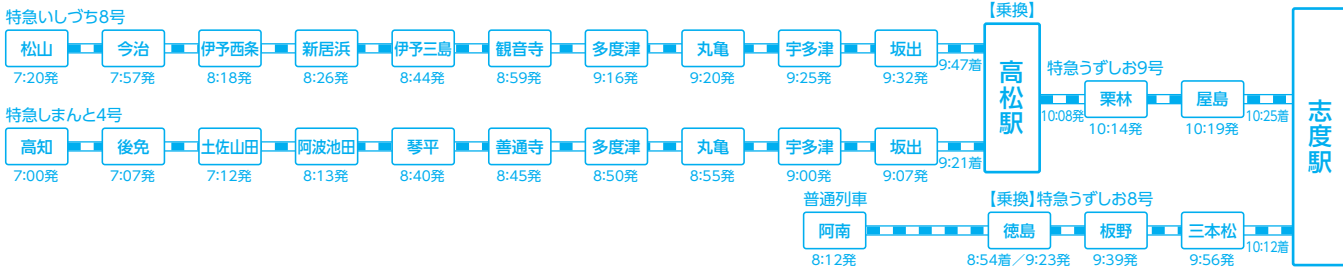 特急いしづち8号
松山 今治 伊予西条 新居浜 伊予三島 観音寺 多度津 丸亀 宇多津 坂出
7:20発 7:57発 8:18発 8:26発 8:44発 8:59発 9:16発 9:20発 9:25発 9:32発 9:47着
【乗換】
高松駅
特急うずしお9号
栗林 屋島
10:08発 10:14発 10:19発 10:25着
志度駅
特急しまんと4号
高知 後免 土佐山田 阿波池田 琴平 善通寺 多度津 丸亀 宇多津 坂出
7:00発 7:07発 7:12発 8:13発 8:40発 8:45発 8:50発 8:55発 9:00発 9:07発 9:21着
普通列車 【乗換】特急うずしお8号
阿南 徳島 板野 三本松
8:12発 8:54着/9:23発 9:39発 9:56発 10:12着